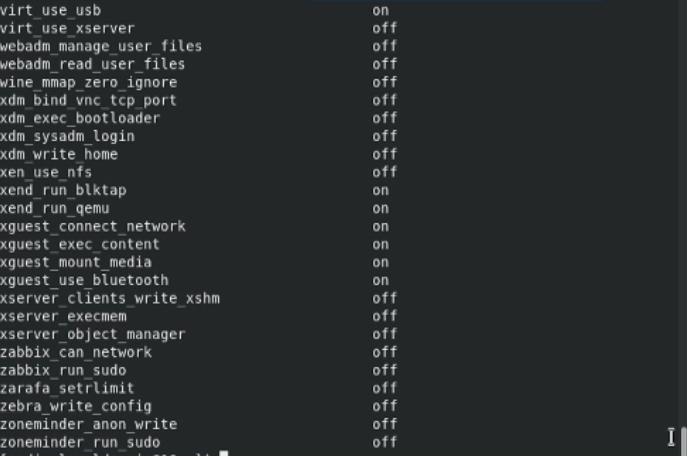 virt_use_usb on
virt_use_xserver off
webadm_manage_user_files off
webadm_read_user_files off
wine_mmap_zero_ignore off
xdm_bind_vnc_tcp_port off
xdm_exec_bootloader off
xdm_sysadm_login off
xdm_write_home off
xen_use_nfs off
xend_run_blktap on
xend_run_qemu on
xguest_connect_network on
xguest_exec_content on
xguest_mount_media on
xguest_use_bluetooth on
xserver_clients_write_xshm off
xserver_execmem off
xserver_object_manager off
zabbix_can_network off
zabbix_run_sudo off
zarafa_setrlimit off
zebra_write_config off
zoneminder_anon_write off
zoneminder_run_sudo off